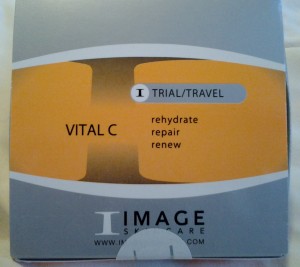 I TRIAL/TRAVEL
VITAL C
rehydrate
repair
renew
I IMAGE
SKINCARE